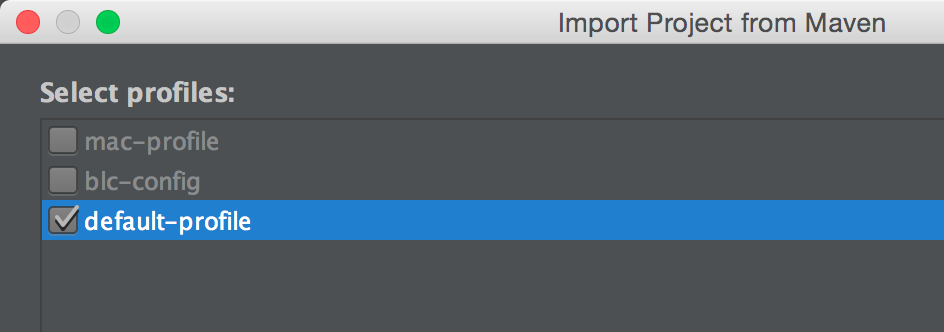 Import Project from Maven
Select profiles:
mac-profile
blc-config
default-profile